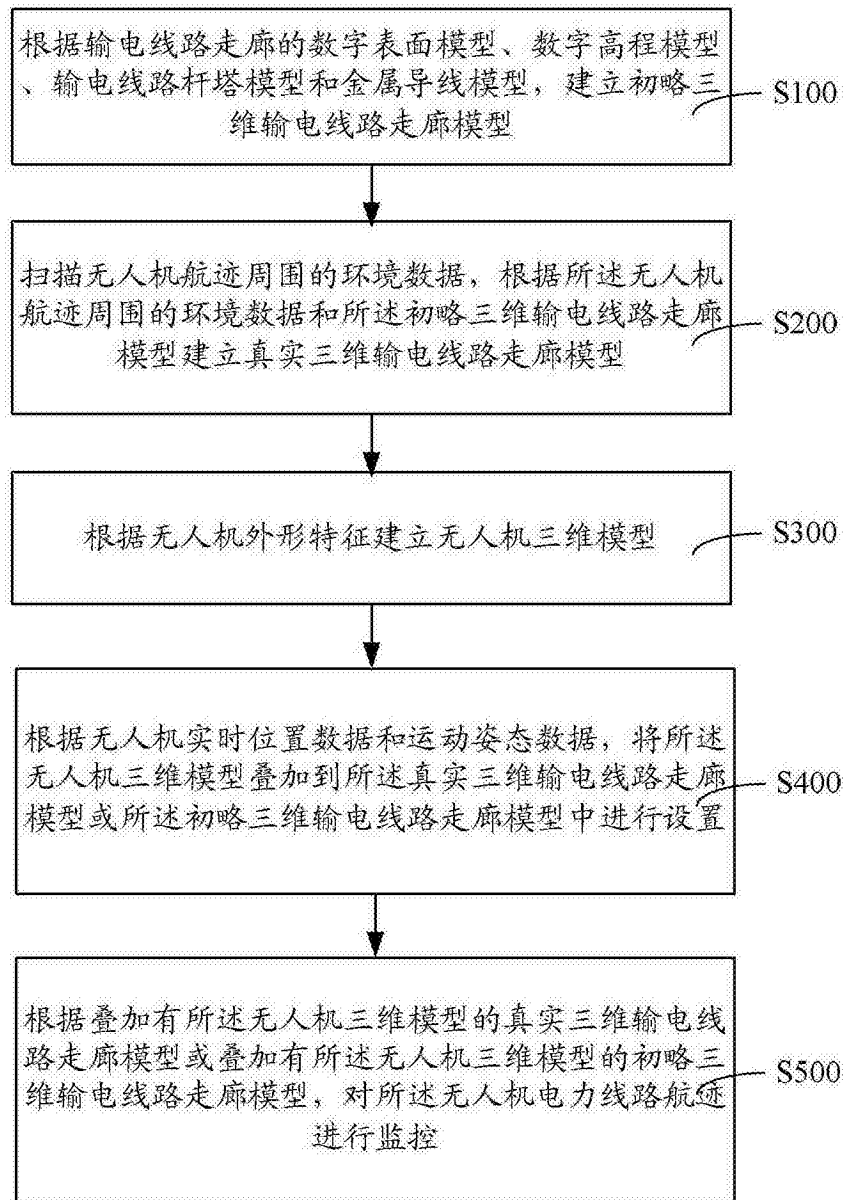 根据输电线路走廊的数字表面模型、数字高程模型
、输电线路杆塔模型和金属导线模型，建立初略三
维输电线路走廊模型
S100
扫描无人机航迹周围的环境数据，根据所述无人机
航迹周围的环境数据和所述初略三维输电线路走廊
模型建立真实三维输电线路走廊模型
S200
根据无人机外形特征建立无人机三维模型
S300
根据无人机实时位置数据和运动姿态数据，将所述
无人机三维模型叠加到所述真实三维输电线路走廊
模型或所述初略三维输电线路走廊模型中进行设置
S400
根据叠加有所述无人机三维模型的真实三维输电线
路走廊模型或叠加有所述无人机三维模型的初略三
维输电线路走廊模型，对所述无人机电力线路航迹
进行监控
S500